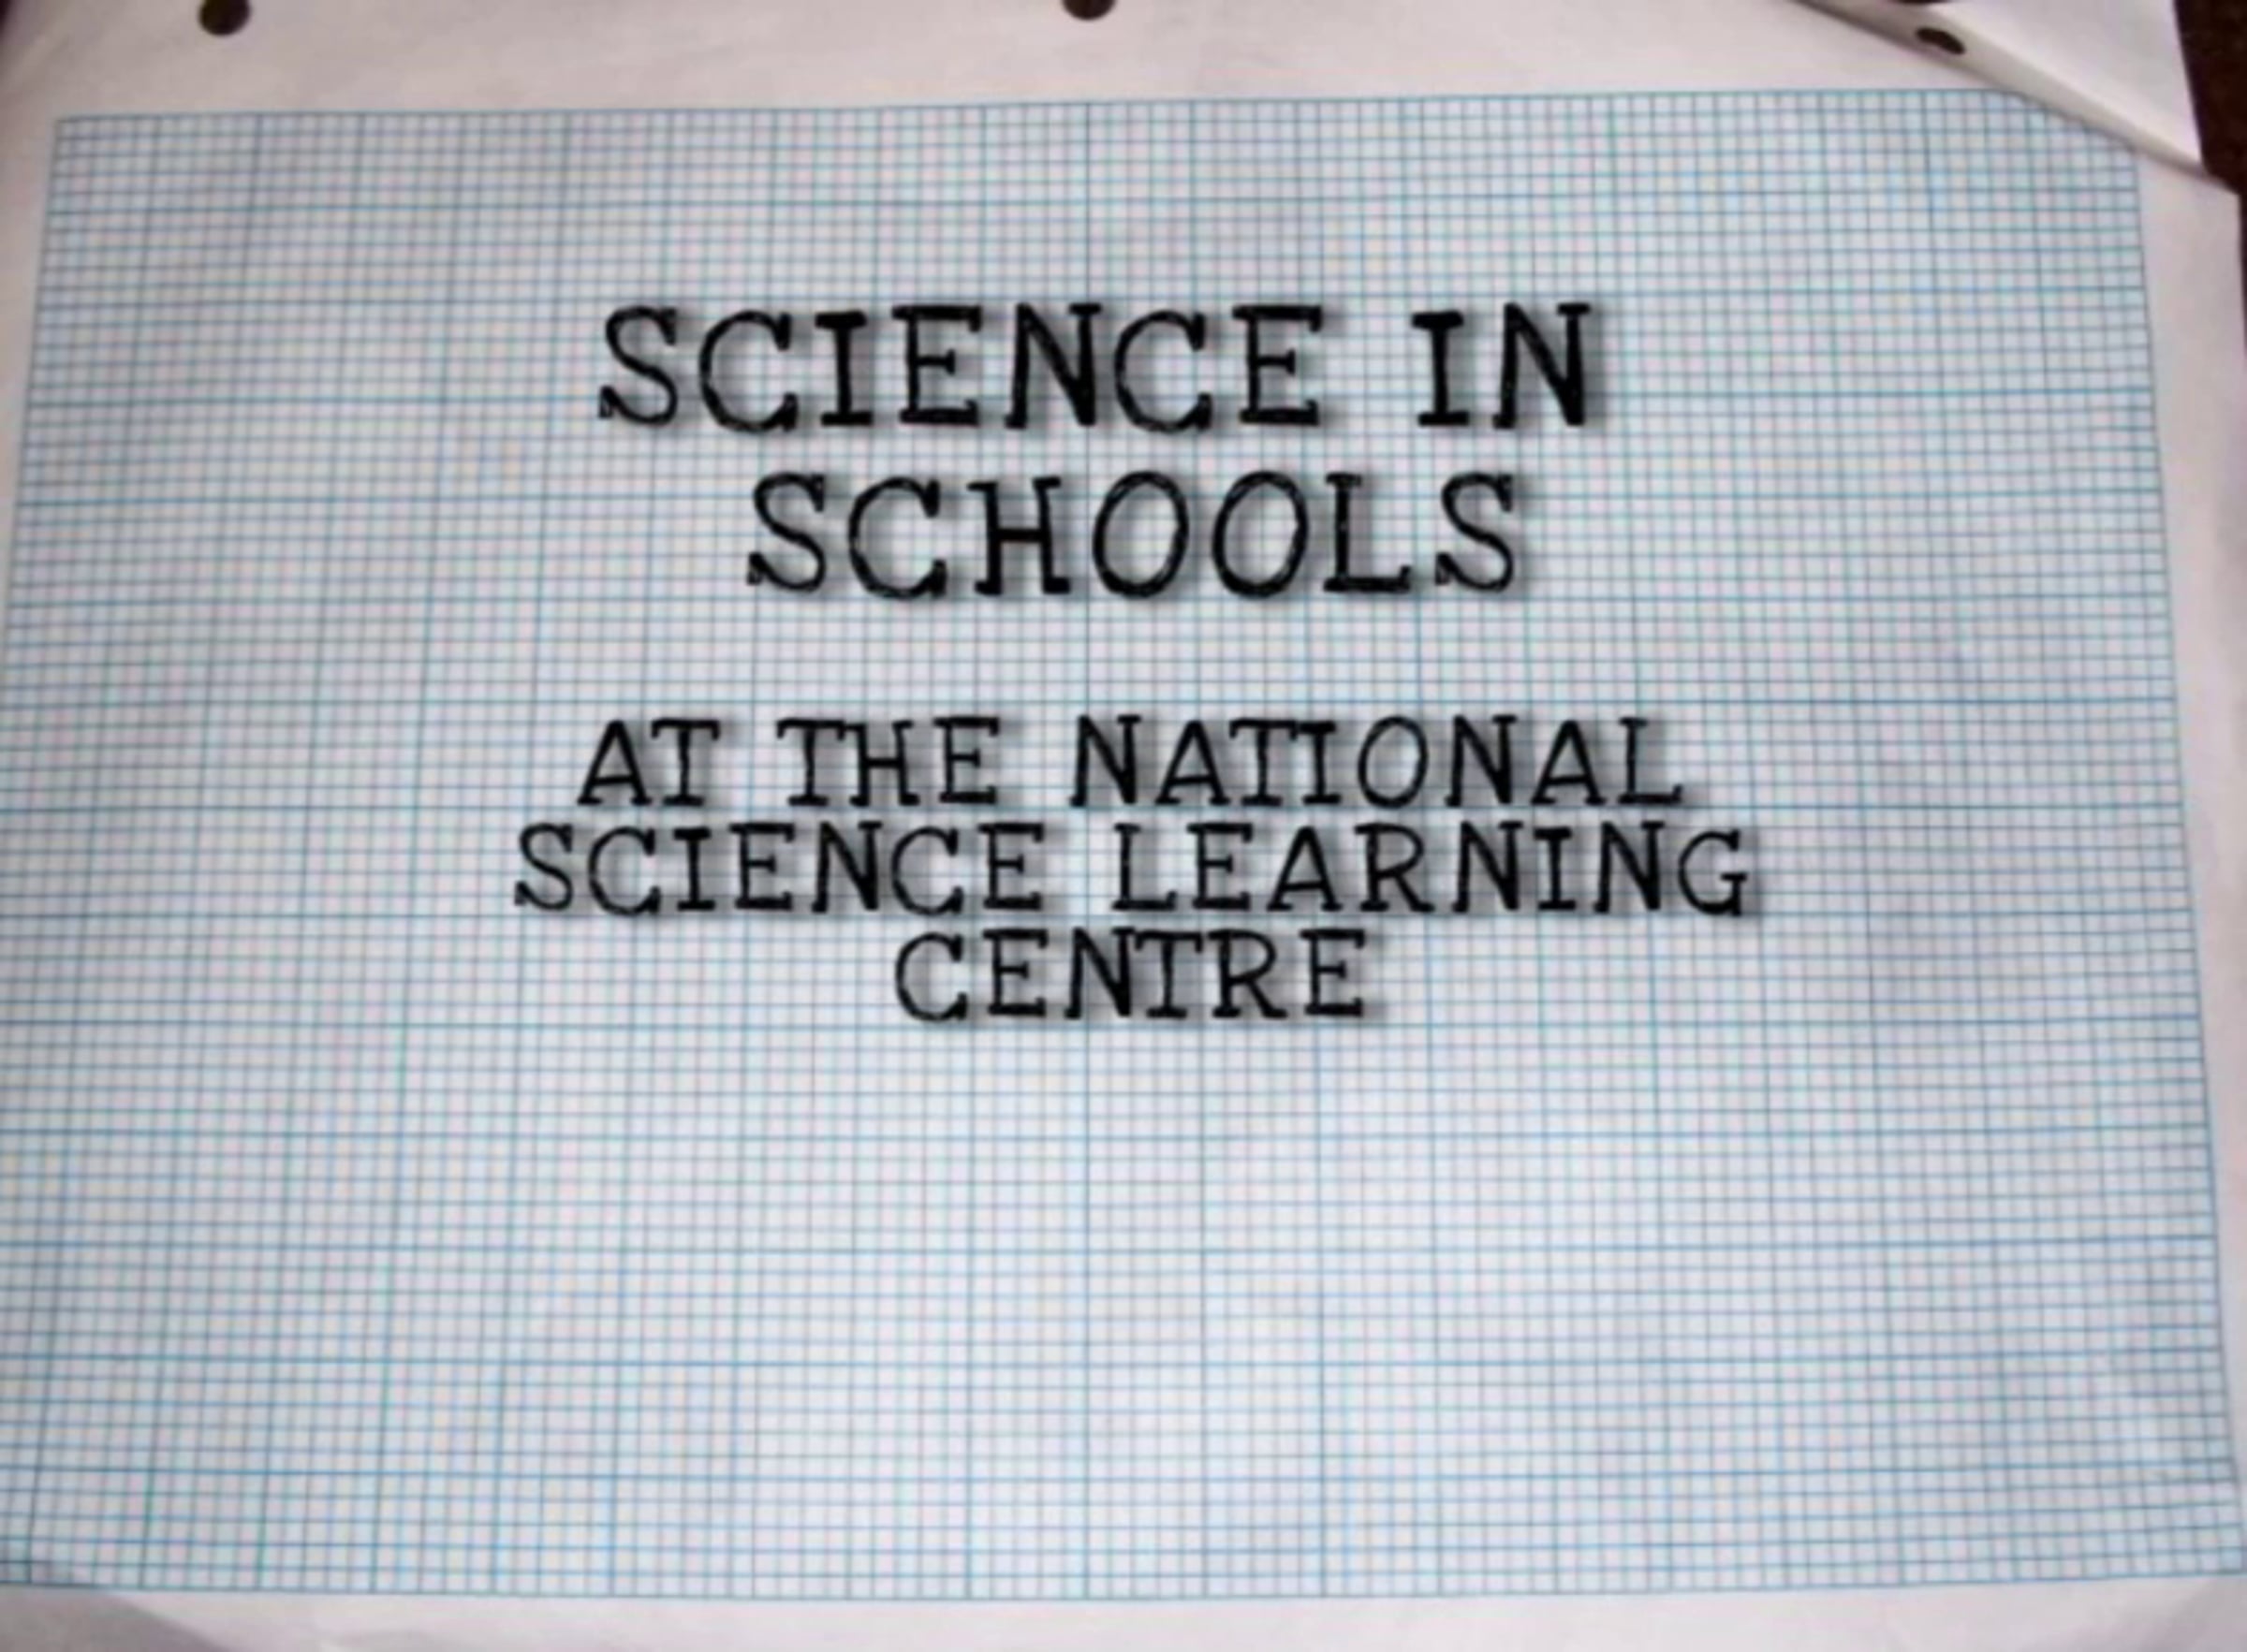 SCIENCE IN
SCHOOLS
AT THE NATIONAL
SCIENCE LEARNING
CENTRE